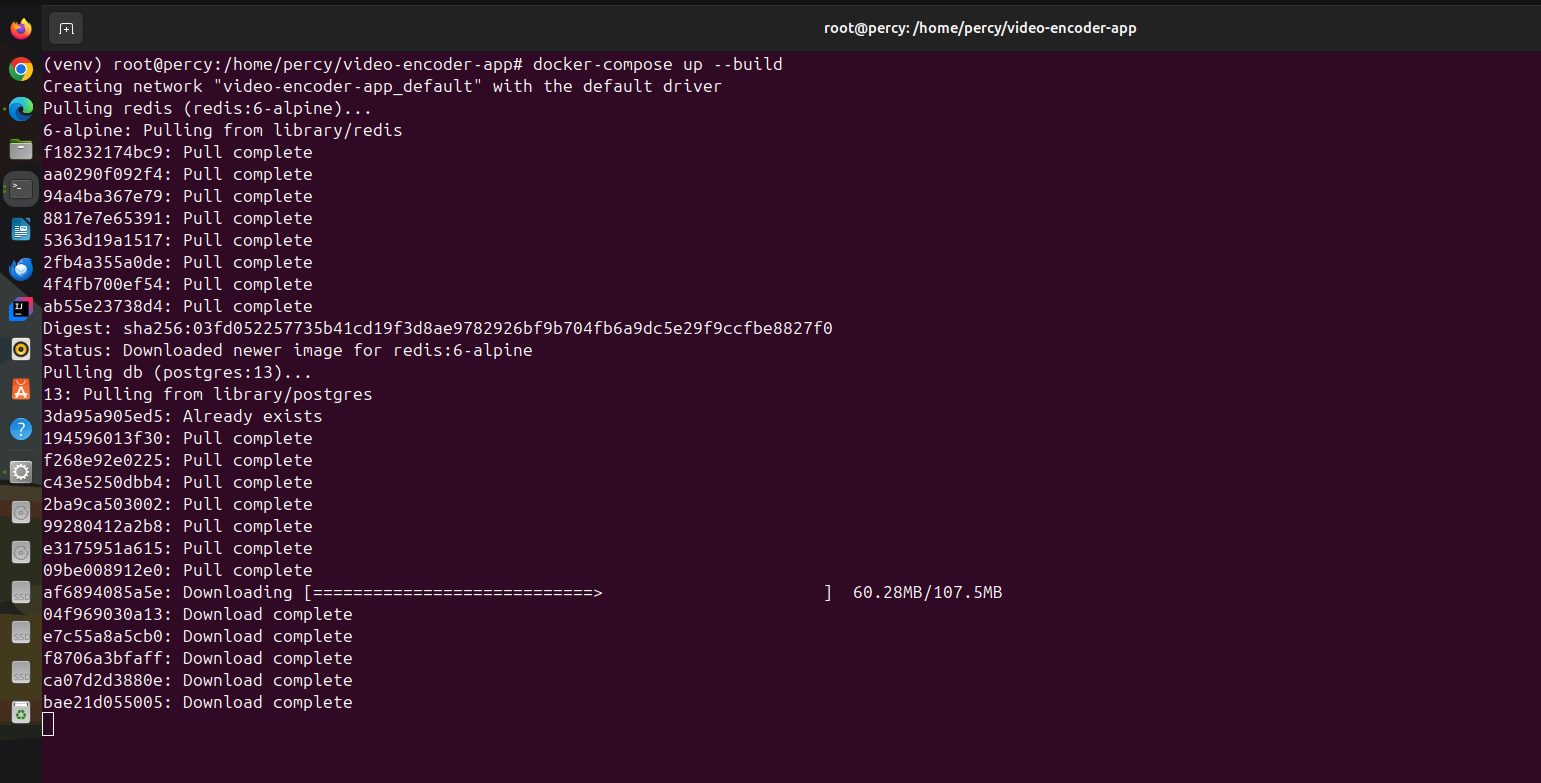 root@percy: /home/percy/video-encoder-app
(venv) root@percy:/home/percy/video-encoder-app# docker-compose up --build
Creating network "video-encoder-app_default" with the default driver
Pulling redis (redis:6-alpine)...
6-alpine: Pulling from library/redis
f18232174bc9: Pull complete
aa0290f092f4: Pull complete
94a4ba367e79: Pull complete
8817e7e65391: Pull complete
5363d19a1517: Pull complete
2fb4a355a0de: Pull complete
4f4fb700ef54: Pull complete
ab55e23738d4: Pull complete
Digest: sha256:03fd052257735b41cd19f3d8ae9782926bf9b704fb6a9dc5e29f9ccfbe8827f0
Status: Downloaded newer image for redis:6-alpine
Pulling db (postgres:13)...
13: Pulling from library/postgres
3da95a905ed5: Already exists
194596013f30: Pull complete
f268e92e0225: Pull complete
c43e5250dbb4: Pull complete
2ba9ca503002: Pull complete
99280412a2b8: Pull complete
e3175951a615: Pull complete
09be008912e0: Pull complete
af6894085a5e: Downloading [============================>                      ]  60.28MB/107.5MB
04f969030a13: Download complete
e7c55a8a5cb0: Download complete
f8706a3bfaff: Download complete
ca07d2d3880e: Download complete
bae21d055005: Download complete
IJ
SSD
SSD
SSD